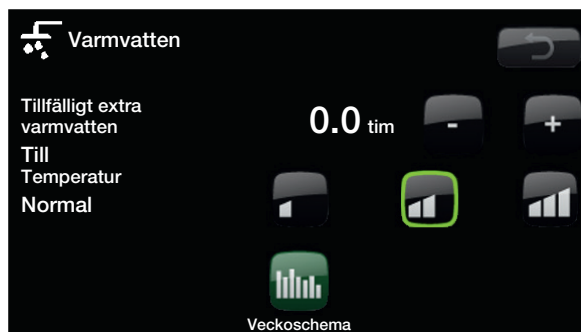 Varmvatten
Tillfälligt extra
varmvatten
0.0 tim
- +
Till
Temperatur
Normal
Veckoschema